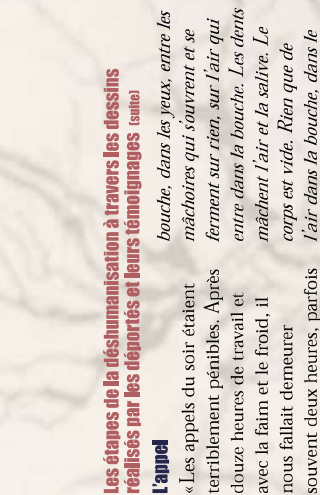 Les étapes de la déshumanisation à travers les dessins
réalisés par les déportés et leurs témoignages (suite)
L'appel
« Les appels du soir étaient
terriblement pénibles. Après
douze heures de travail et
avec la faim et le froid, il
nous fallait demeurer
souvent deux heures, parfois
bouche, dans les yeux, entre les
mâchoires qui s'ouvrent et se
ferment sur rien, sur l'air qui
entre dans la bouche. Les dents
mâchent l'air et la salive. Le
corps est vide. Rien que de
l'air dans la bouche, dans le